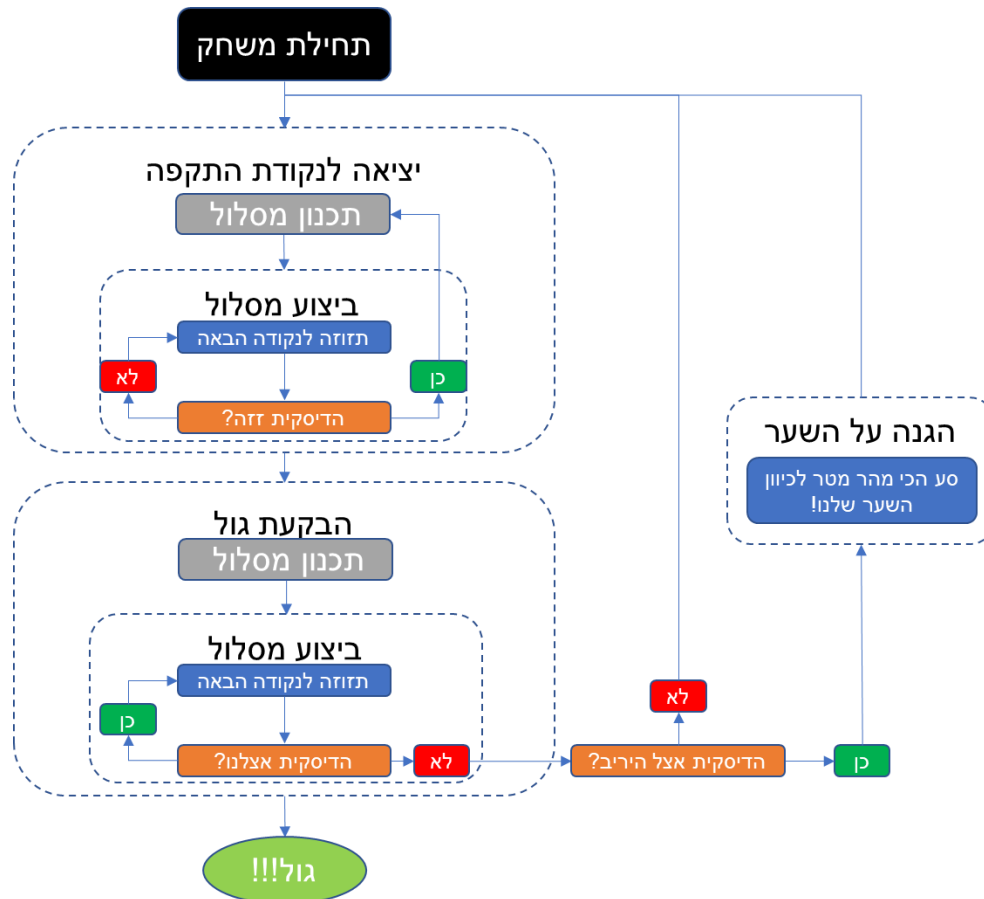 תחילת משחק
יציאה לנקודת התקפה
תכנון מסלול
ביצוע מסלול
תזוזה לנקודה הבאה
לא
כן
הדיסקית זזה?
הגנה על השער
סע הכי מהר מטר לכיוון
השער שלנו!
הבקעת גול
תכנון מסלול
ביצוע מסלול
תזוזה לנקודה הבאה
כן
לא
הדיסקית אצלנו?
לא
הדיסקית אצל היריב?
כן
גול!!!